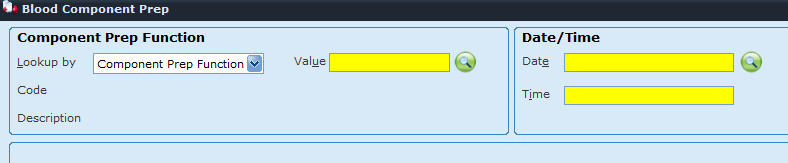 Blood Component Prep
Component Prep Function
Lookup by Component Prep Function Value
Code
Description
Date/Time
Date
Time